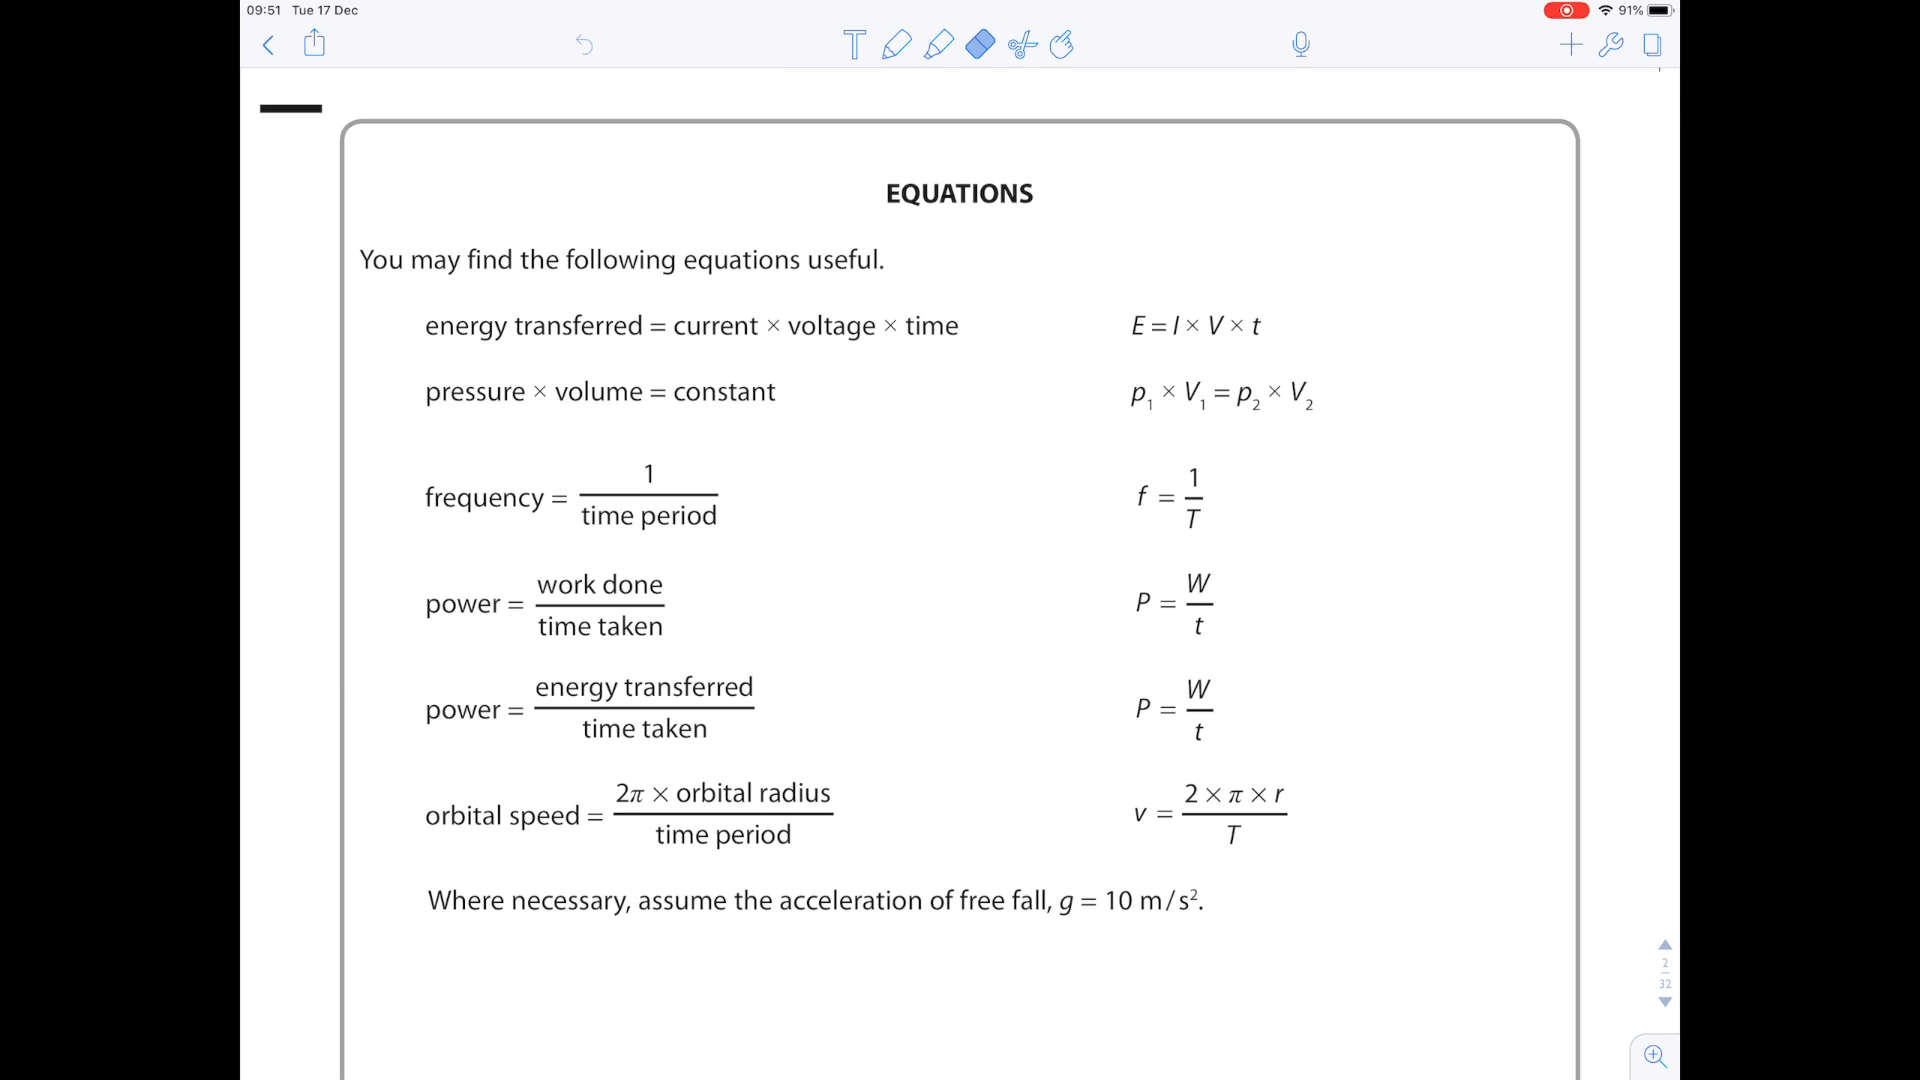 09:51 Tue 17 Dec
91%
EQUATIONS
You may find the following equations useful.
energy transferred = current × voltage × time E = I × V × t
pressure × volume = constant p₁ × V₁ = p₂ × V₂
frequency = 1 / time period f = 1 / T
power = work done / time taken P = W / t
power = energy transferred / time taken P = W / t
orbital speed = 2π × orbital radius / time period v = 2 × π × r / T
Where necessary, assume the acceleration of free fall, g = 10 m/s².
2
32